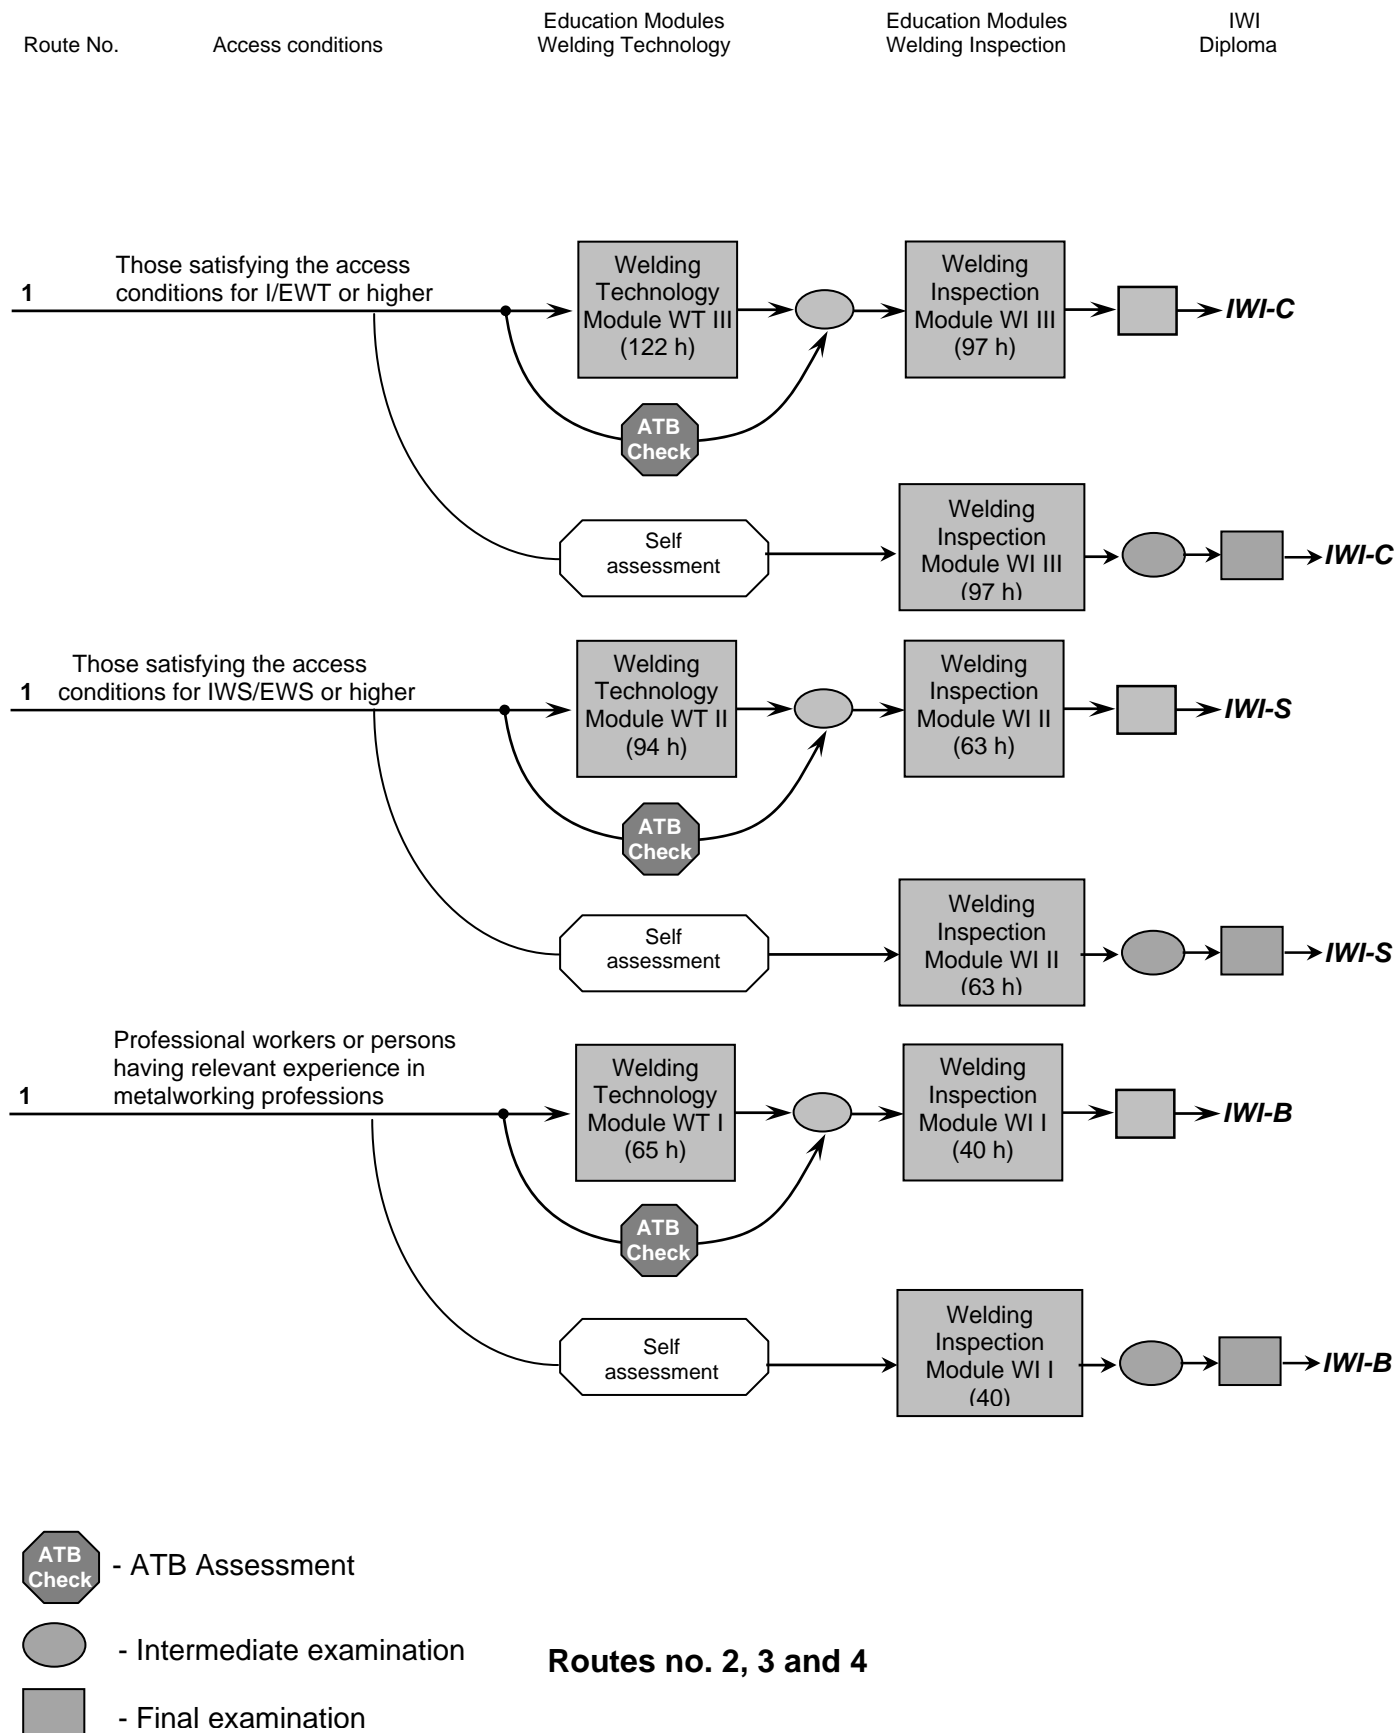 Route No.
Access conditions
Education Modules
Welding Technology
Education Modules
Welding Inspection
IWI
Diploma
1
Those satisfying the access
conditions for I/EWT or higher
Welding
Technology
Module WT III
(122 h)
Welding
Inspection
Module WI III
(97 h)
IWI-C
ATB
Check
Self
assessment
Welding
Inspection
Module WI III
(97 h)
IWI-C
1
Those satisfying the access
conditions for IWS/EWS or higher
Welding
Technology
Module WT II
(94 h)
Welding
Inspection
Module WI II
(63 h)
IWI-S
ATB
Check
Self
assessment
Welding
Inspection
Module WI II
(63 h)
IWI-S
1
Professional workers or persons
having relevant experience in
metalworking professions
Welding
Technology
Module WT I
(65 h)
Welding
Inspection
Module WI I
(40 h)
IWI-B
ATB
Check
Self
assessment
Welding
Inspection
Module WI I
(40)
IWI-B
ATB
Check
- ATB Assessment
- Intermediate examination
Routes no. 2, 3 and 4
- Final examination